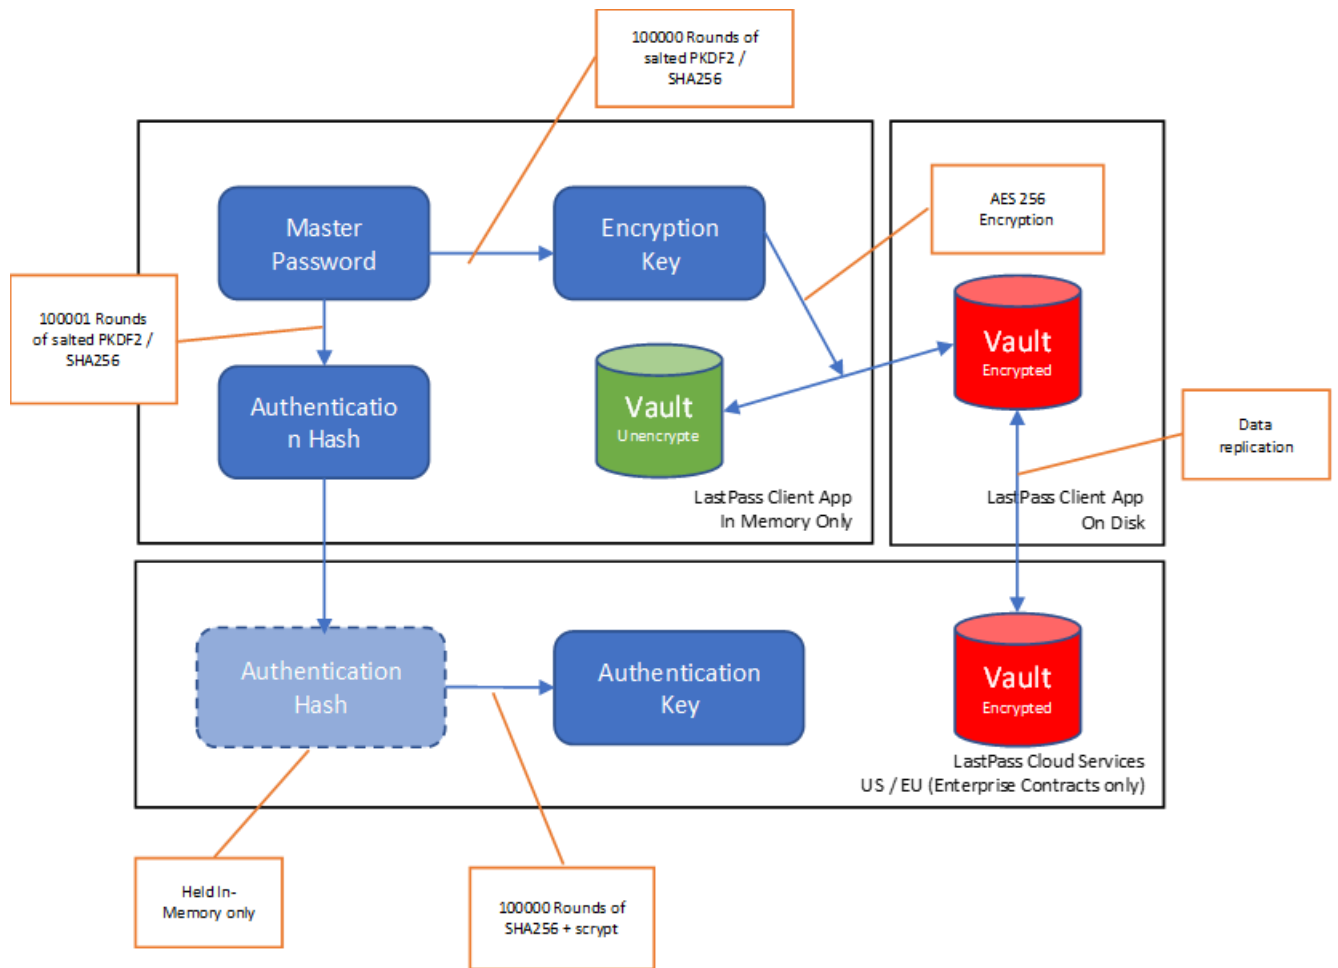 100000 Rounds of
salted PKDF2 /
SHA256
AES 256
Encryption
Master
Password
Encryption
Key
100001 Rounds
of salted PKDF2 /
SHA256
Vault
Encrypted
Authenticatio
n Hash
Vault
Unencrypte
Data
replication
LastPass Client App
In Memory Only
LastPass Client App
On Disk
Authentication
Hash
Authentication
Key
Vault
Encrypted
LastPass Cloud Services
US / EU (Enterprise Contracts only)
Held In-
Memory only
100000 Rounds of
SHA256 + scrypt